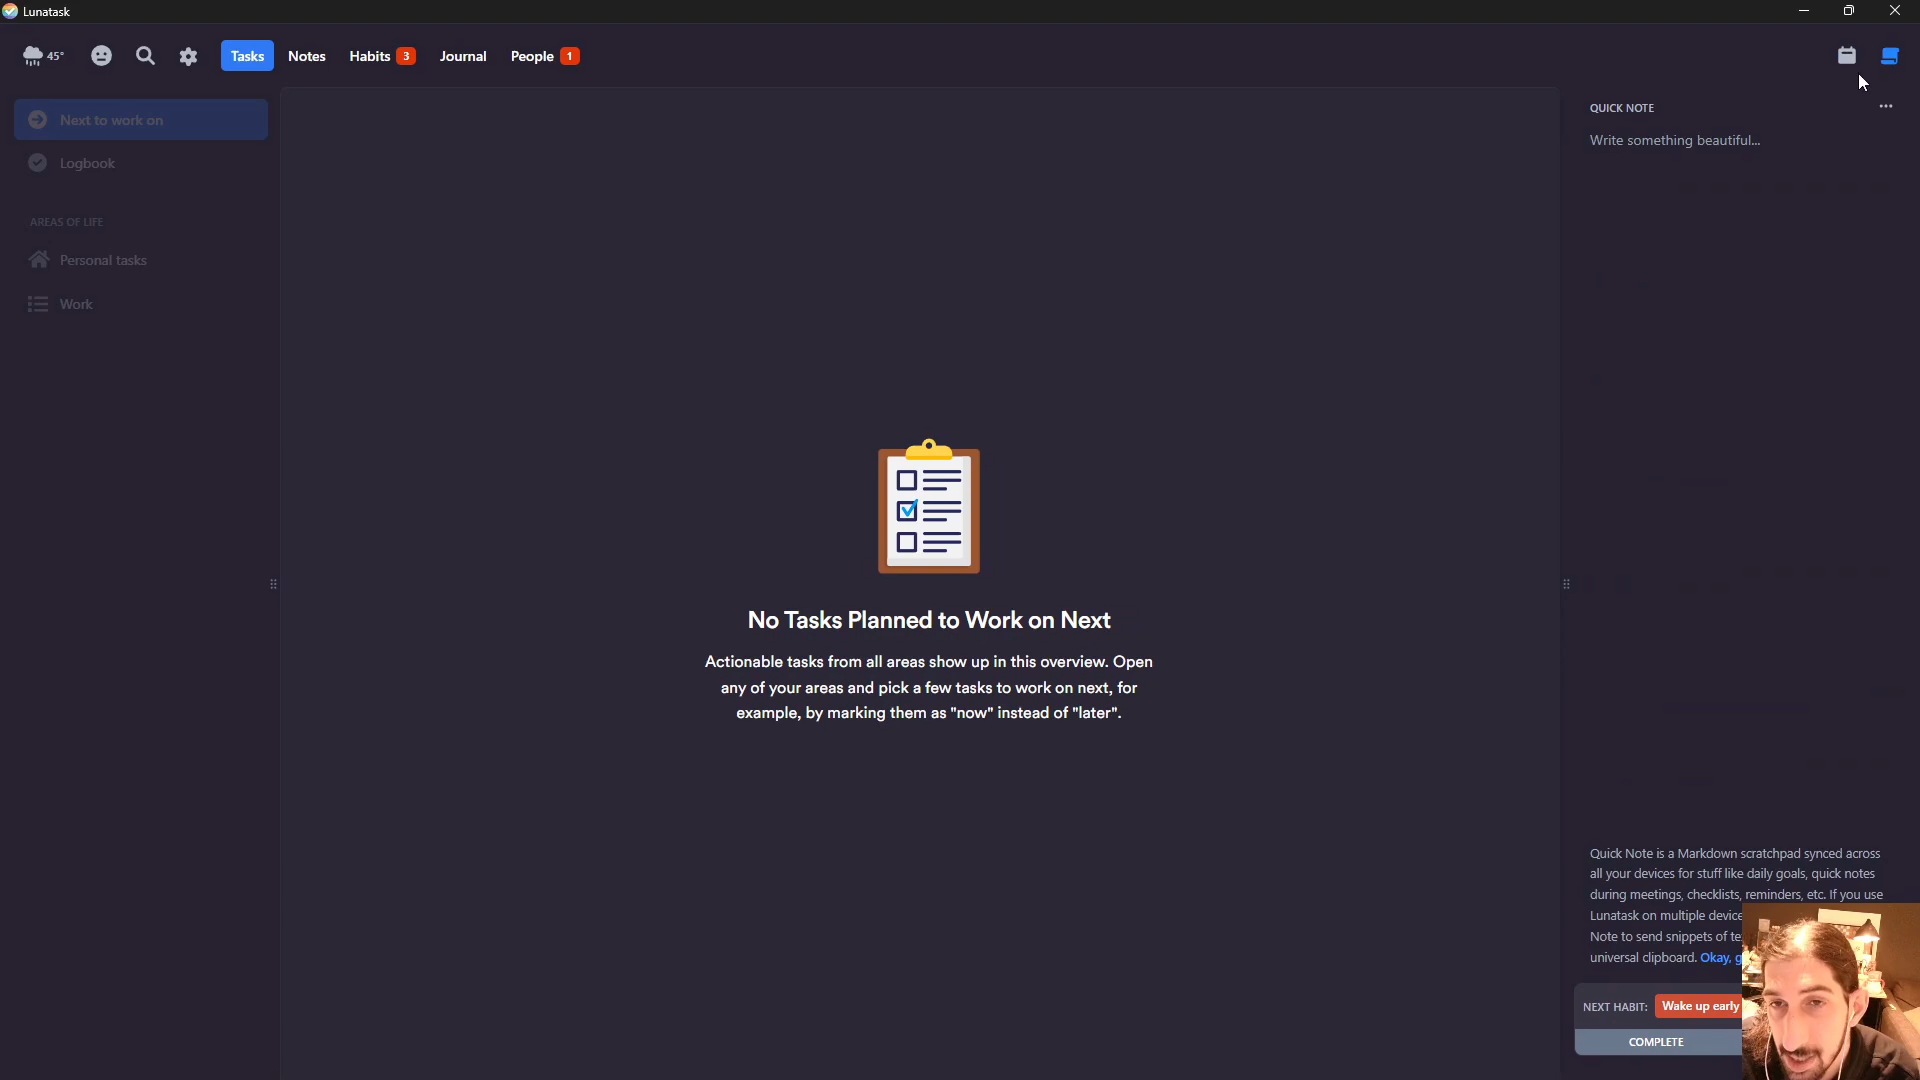 Lunatask
45°
Tasks
Notes
Habits 3
Journal
People 1
Next to work on
Logbook
AREAS OF LIFE
Personal tasks
Work
No Tasks Planned to Work on Next
Actionable tasks from all areas show up in this overview. Open
any of your areas and pick a few tasks to work on next, for
example, by marking them as "now" instead of "later".
QUICK NOTE
Write something beautiful...
Quick Note is a Markdown scratchpad synced across
all your devices for stuff like daily goals, quick notes
during meetings, checklists, reminders, etc. If you use
Lunatask on multiple
Note to send snippets of
universal clipboard. Okay,
NEXT HABIT: Wake up early
COMPLETE